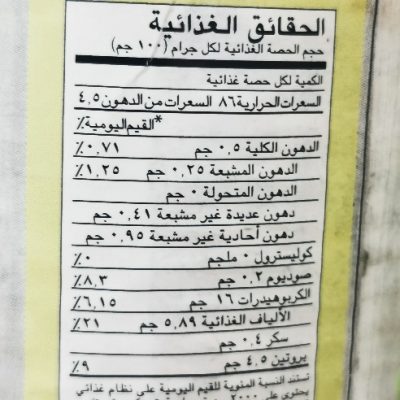 الحقائق الغذائية
حجم الحصة الغذائية لكل جرام (١٠٠ جم)
الكمية لكل حصة غذائية
السعرات الحرارية ٨٦ السعرات من الدهون ٤,٥
*القيم اليومية%
الدهون الكلية ٠,٥ جم ٠,٧١%
الدهون المشبعة ٠,٢٥ جم ١,٢٥%
الدهون المتحولة ٠ جم
دهون عديدة غير مشبعة ٠,٤١ جم
دهون أحادية غير مشبعة ٠,٩٥ جم
كوليسترول ٠ ملجم ٠%
صوديوم ٠,٢ جم ٨,٣%
الكربوهيدرات ١٦ جم ٦,١٥%
الألياف الغذائية ٥,٨٩ جم ٢١%
سكر ٠,٤ جم
بروتين ٤,٥ جم ٩%
تستند النسبة المئوية للقيم اليومية على نظام غذائي
يحتوي على ٢٠٠٠